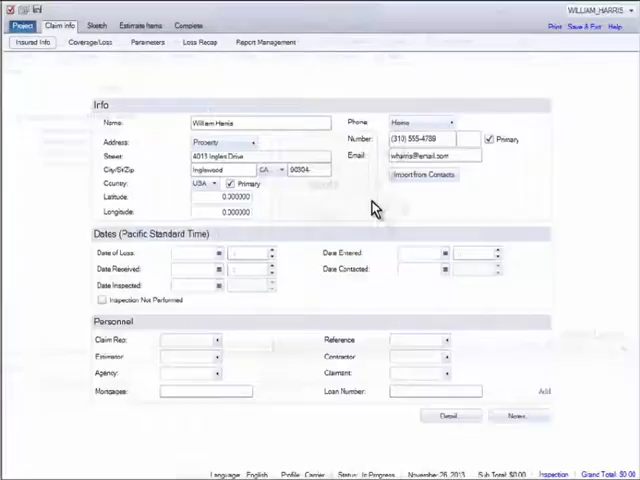 WILLIAM_HARRIS
Project Claim Info Sketch Estimate Items Complete
Print Save & Exit Help
Insured Info Coverage/Loss Parameters Loss Recap Report Management
Info
Name: William Harris Phone Home
Number: (310) 555-4789 Primary
Address: Property
Email: wharris@email.com
Street: 4013 Ingles Drive
City/St/Zip Inglewood CA 90304-
Import from Contacts
Country: USA Primary
Latitude: 0.000000
Longitude: 0.000000
Dates (Pacific Standard Time)
Date of Loss: Date Entered:
Date Received: Date Contacted:
Date Inspected:
Inspection Not Performed
Personnel
Claim Rep: Reference
Estimator: Contractor
Agency: Claimant:
Mortgages: Loan Number: Add
Detail... Notes...
Language: English Profile: Carrier Status: In Progress November 26, 2013 Sub Total: $0.00 Inspection Grand Total: $0.00